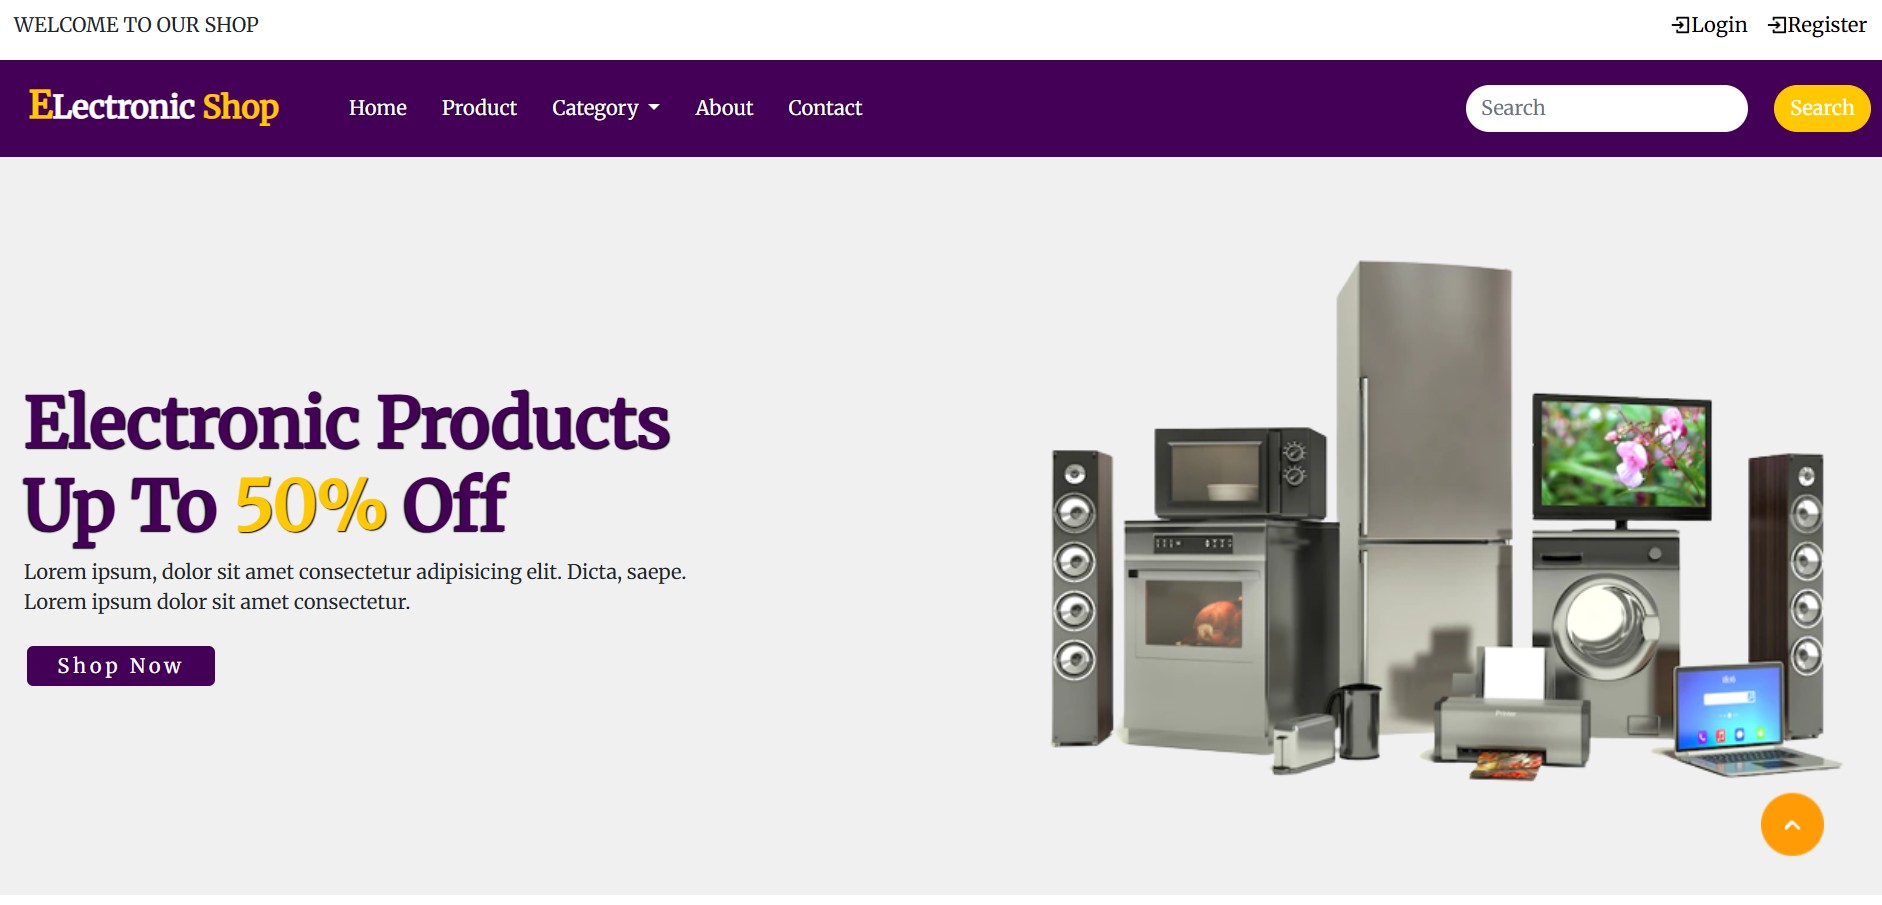 WELCOME TO OUR SHOP
Login Register
ELectronic Shop
Home Product Category About Contact
Search Search
Electronic Products
Up To 50% Off
Lorem ipsum, dolor sit amet consectetur adipisicing elit. Dicta, saepe.
Lorem ipsum dolor sit amet consectetur.
Shop Now
Printer